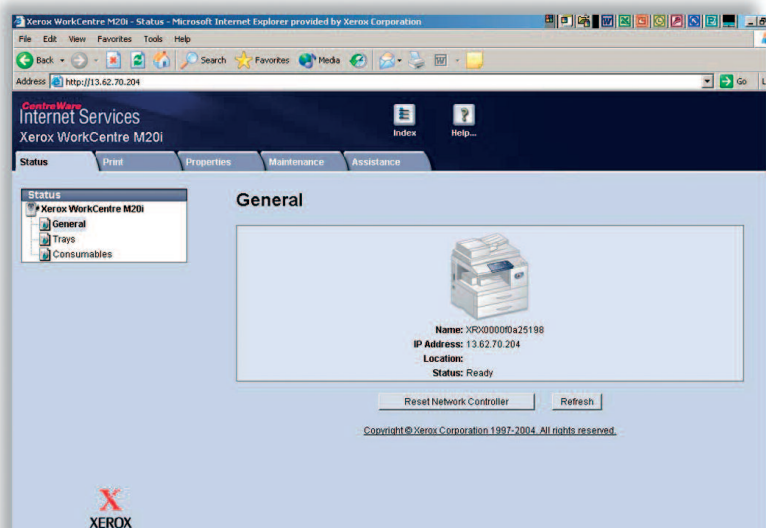 Xerox WorkCentre M20i - Status - Microsoft Internet Explorer provided by Xerox Corporation
File Edit View Favorites Tools Help
Back Search Favorites Media
Address http://13.62.70.204 Go
CentreWare
Internet Services
Xerox WorkCentre M20i
Index Help...
Status Print Properties Maintenance Assistance
Status
Xerox WorkCentre M20i
General
Trays
Consumables
General
Name: XRX0000f0a25198
IP Address: 13.62.70.204
Location:
Status: Ready
Reset Network Controller Refresh
Copyright © Xerox Corporation 1997-2004. All rights reserved.
X
XEROX